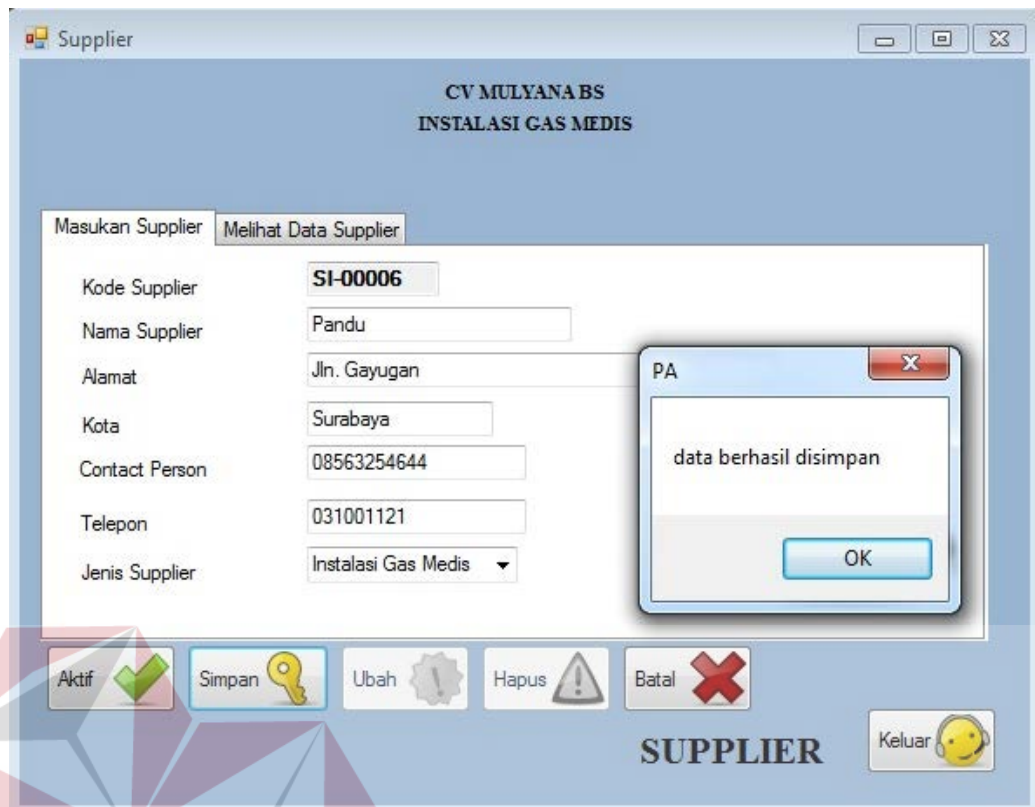 Supplier
CV MULYANA BS
INSTALASI GAS MEDIS
Masukan Supplier Melihat Data Supplier
Kode Supplier SI-00006
Nama Supplier Pandu
Alamat Jln. Gayugan
Kota Surabaya
Contact Person 08563254644
Telepon 031001121
Jenis Supplier Instalasi Gas Medis
PA
data berhasil disimpan
OK
Aktif Simpan Ubah Hapus Batal
SUPPLIER Keluar